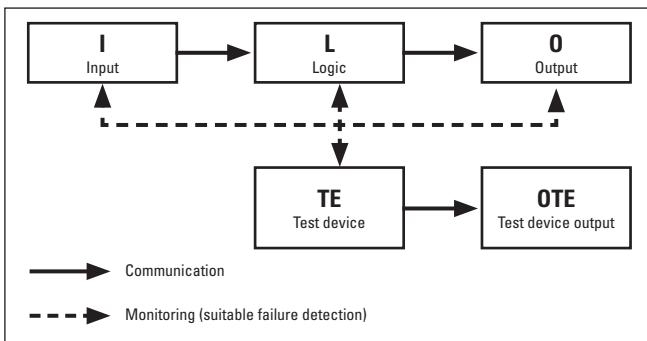 I
Input
L
Logic
O
Output
TE
Test device
OTE
Test device output
Communication
Monitoring (suitable failure detection)